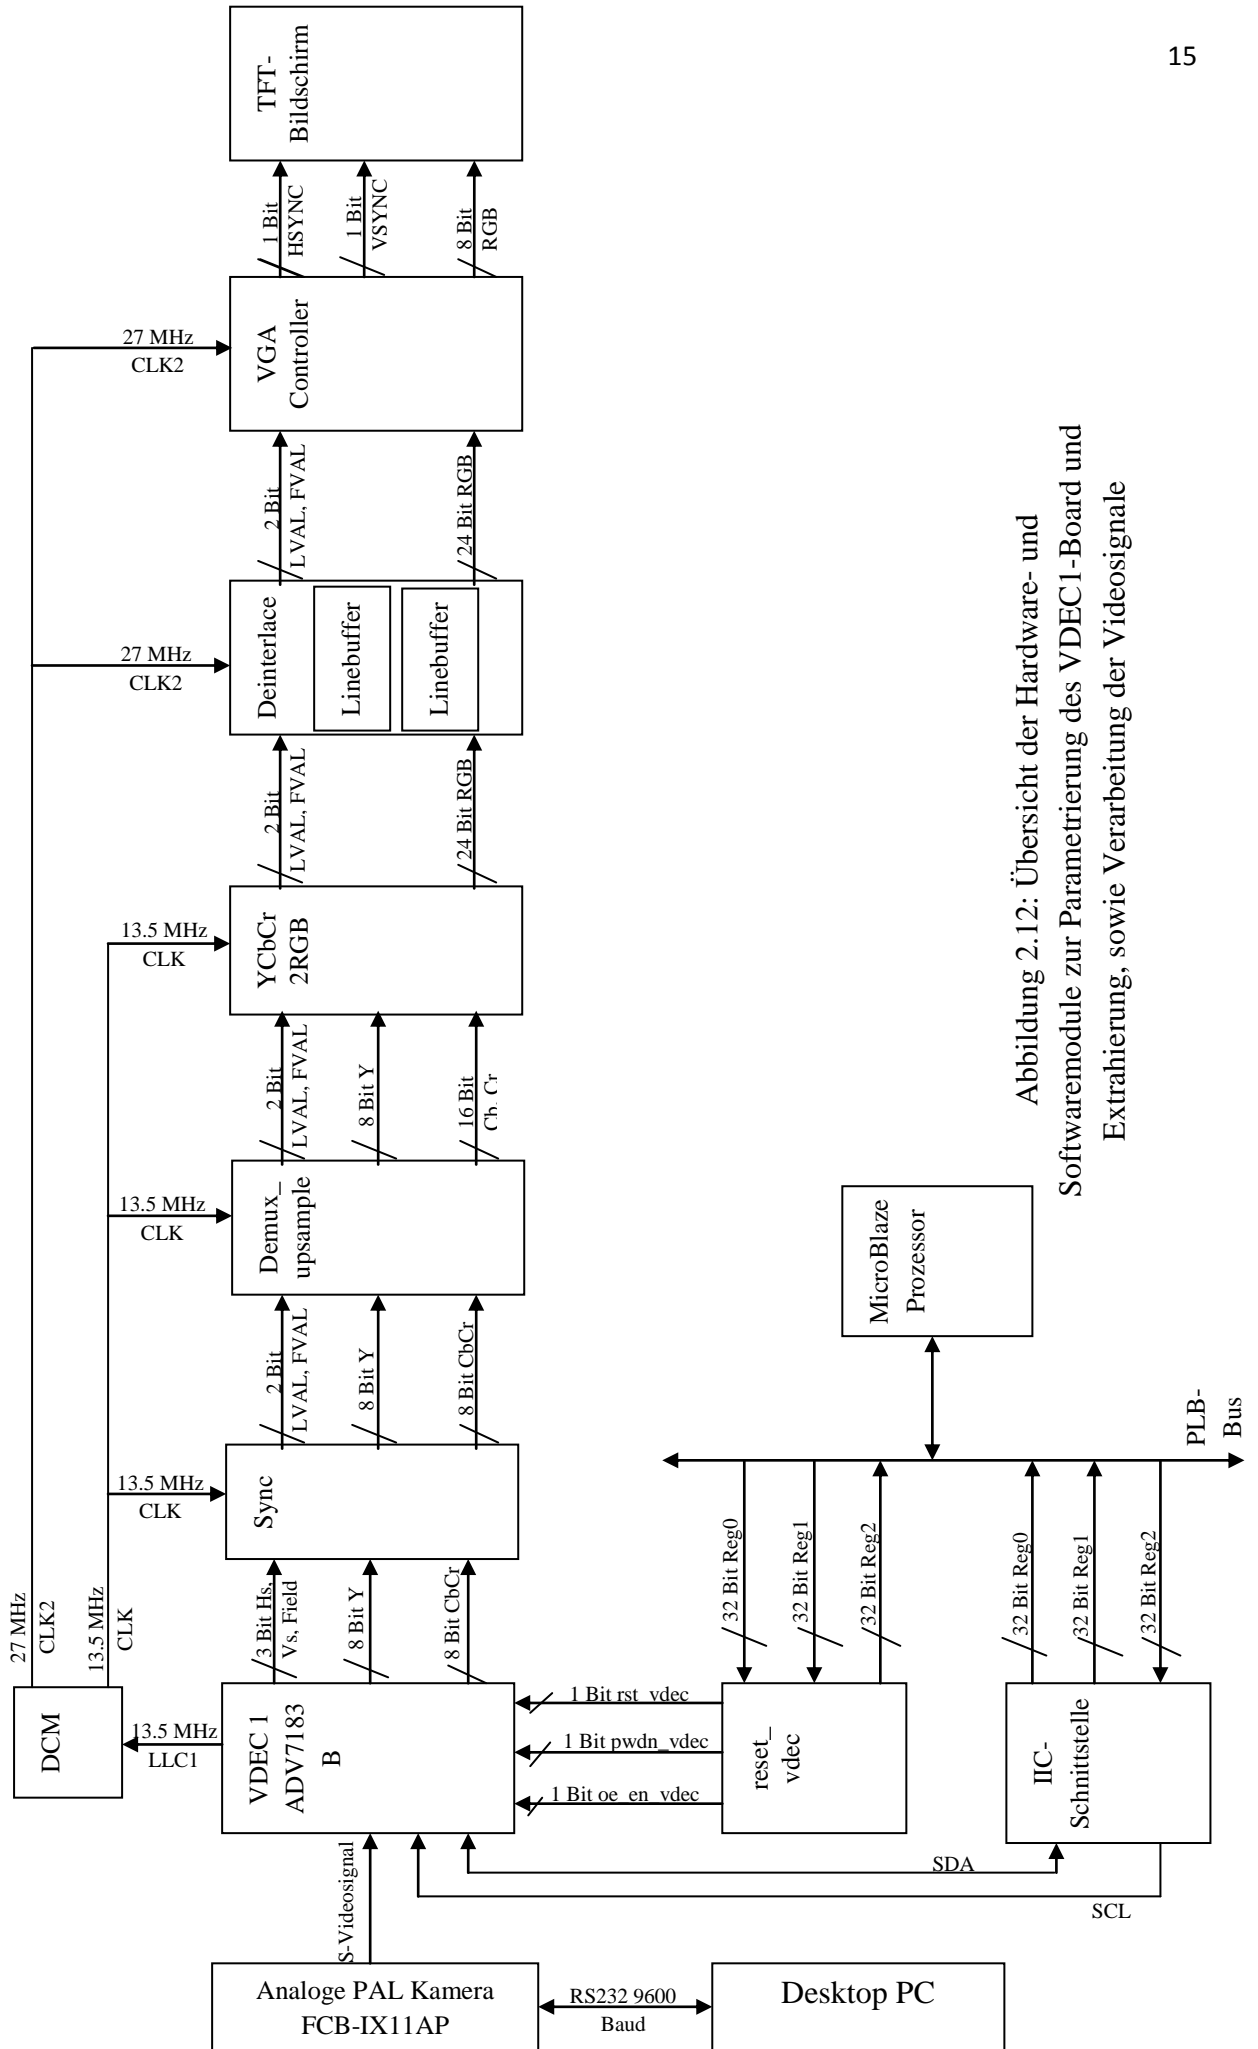 15
TFT-
Bildschirm
1 Bit
HSYNC
1 Bit
VSYNC
8 Bit
RGB
27 MHz
CLK2
VGA
Controller
2 Bit
LVAL, FVAL
24 Bit RGB
27 MHz
CLK2
Deinterlace
Linebuffer
Linebuffer
2 Bit
LVAL, FVAL
24 Bit RGB
13.5 MHz
CLK
YCbCr
2RGB
2 Bit
LVAL, FVAL
8 Bit Y
16 Bit
Cb, Cr
13.5 MHz
CLK
Demux_
upsample
2 Bit
LVAL, FVAL
8 Bit Y
8 Bit CbCr
13.5 MHz
CLK
Sync
3 Bit Hs,
Vs, Field
8 Bit Y
8 Bit CbCr
27 MHz
CLK2
13.5 MHz
CLK
DCM
13.5 MHz
LLC1
VDEC 1
ADV7183
B
1 Bit rst_vdec
1 Bit pwdn_vdec
1 Bit oe_en_vdec
reset_
vdec
32 Bit Reg0
32 Bit Reg1
32 Bit Reg2
MicroBlaze
Prozessor
PLB-
Bus
32 Bit Reg0
32 Bit Reg1
32 Bit Reg2
IIC-
Schnittstelle
SDA
SCL
S-Videosignal
Analoge PAL Kamera
FCB-IX11AP
RS232 9600
Baud
Desktop PC
Abbildung 2.12: Übersicht der Hardware- und
Softwaremodule zur Parametrierung des VDEC1-Board und
Extrahierung, sowie Verarbeitung der Videosignale